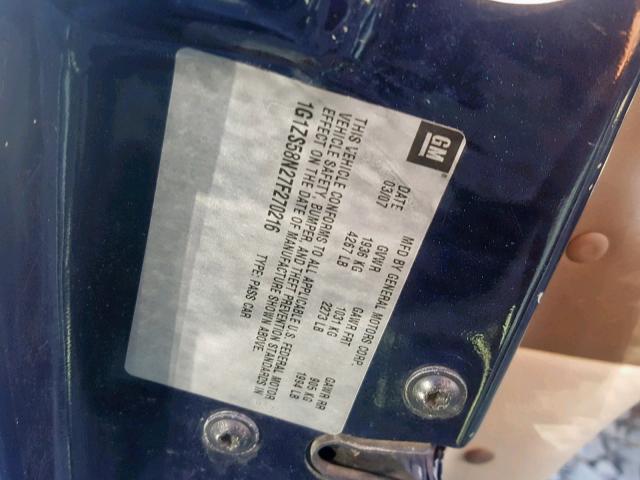 GM
MFD BY GENERAL MOTORS CORP.
DATE GVWR GAWR FRT GAWR RR
03/07 1936 KG 1031 KG 905 KG
4267 LB 2273 LB 1994 LB
THIS VEHICLE CONFORMS TO ALL APPLICABLE U.S. FEDERAL MOTOR
VEHICLE SAFETY, BUMPER, AND THEFT PREVENTION STANDARDS IN
EFFECT ON THE DATE OF MANUFACTURE SHOWN ABOVE.
1G1ZS58N27F270216 TYPE: PASS CAR